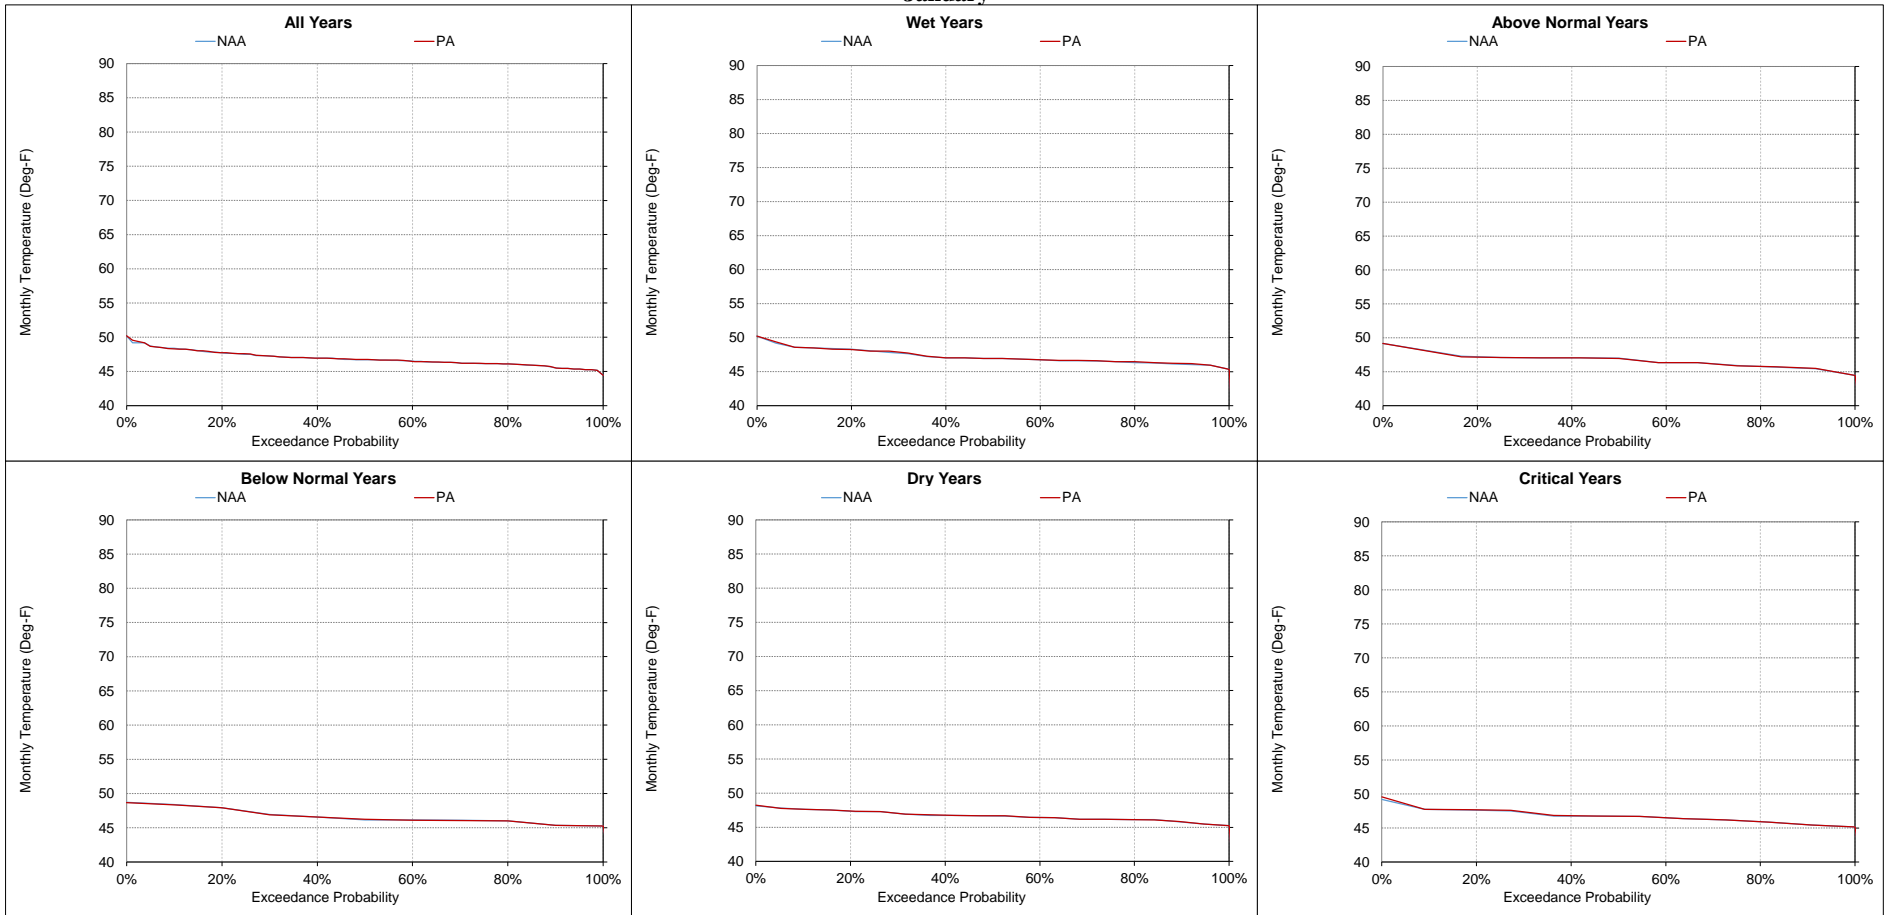 All Years
NAA PA
90
85
80
75
70
65
60
55
50
45
40
0% 20% 40% 60% 80% 100%
Monthly Temperature (Deg-F)
Exceedance Probability
Wet Years
NAA PA
90
85
80
75
70
65
60
55
50
45
40
0% 20% 40% 60% 80% 100%
Monthly Temperature (Deg-F)
Exceedance Probability
Above Normal Years
NAA PA
90
85
80
75
70
65
60
55
50
45
40
0% 20% 40% 60% 80% 100%
Monthly Temperature (Deg-F)
Exceedance Probability
Below Normal Years
NAA PA
90
85
80
75
70
65
60
55
50
45
40
0% 20% 40% 60% 80% 100%
Monthly Temperature (Deg-F)
Exceedance Probability
Dry Years
NAA PA
90
85
80
75
70
65
60
55
50
45
40
0% 20% 40% 60% 80% 100%
Monthly Temperature (Deg-F)
Exceedance Probability
Critical Years
NAA PA
90
85
80
75
70
65
60
55
50
45
40
0% 20% 40% 60% 80% 100%
Monthly Temperature (Deg-F)
Exceedance Probability